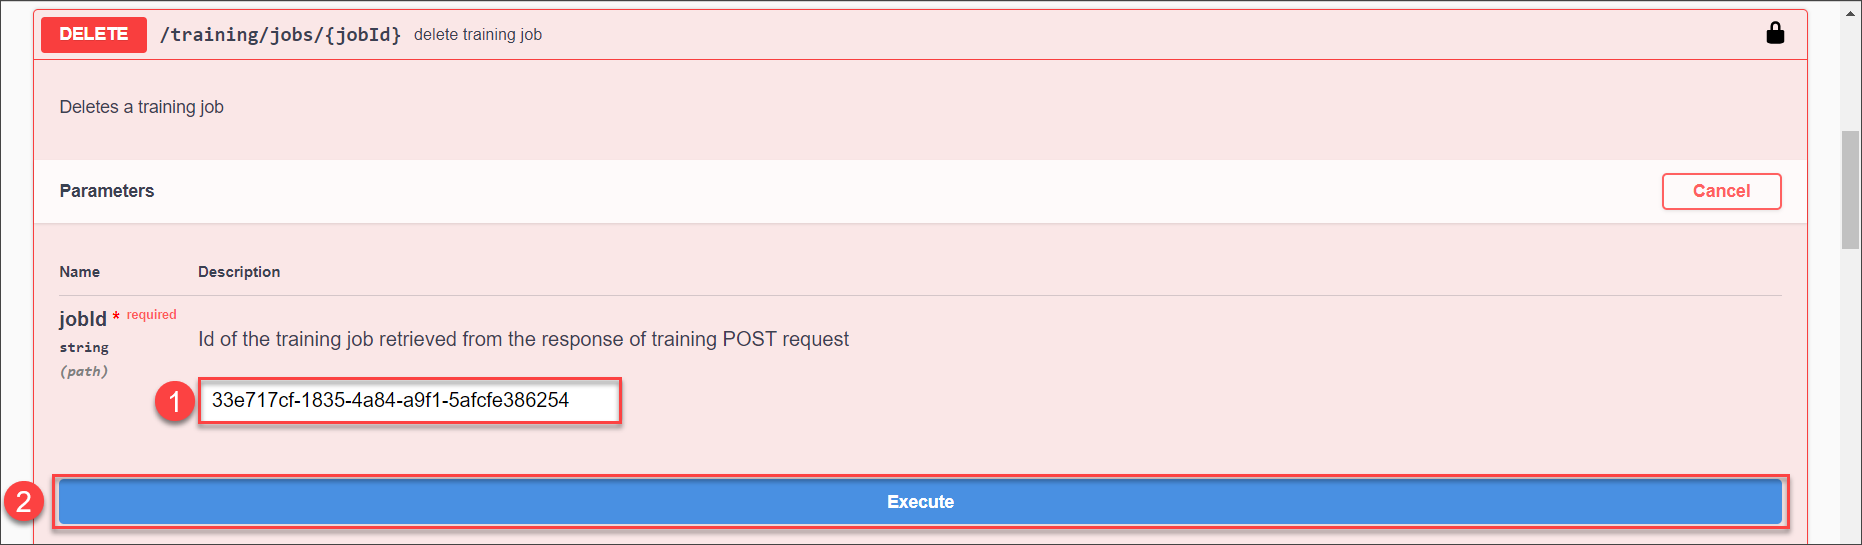 DELETE /training/jobs/{jobId} delete training job
Deletes a training job
Parameters Cancel
Name Description
jobId * required
string
(path)
Id of the training job retrieved from the response of training POST request
1 33e717cf-1835-4a84-a9f1-5afcfe386254
2 Execute